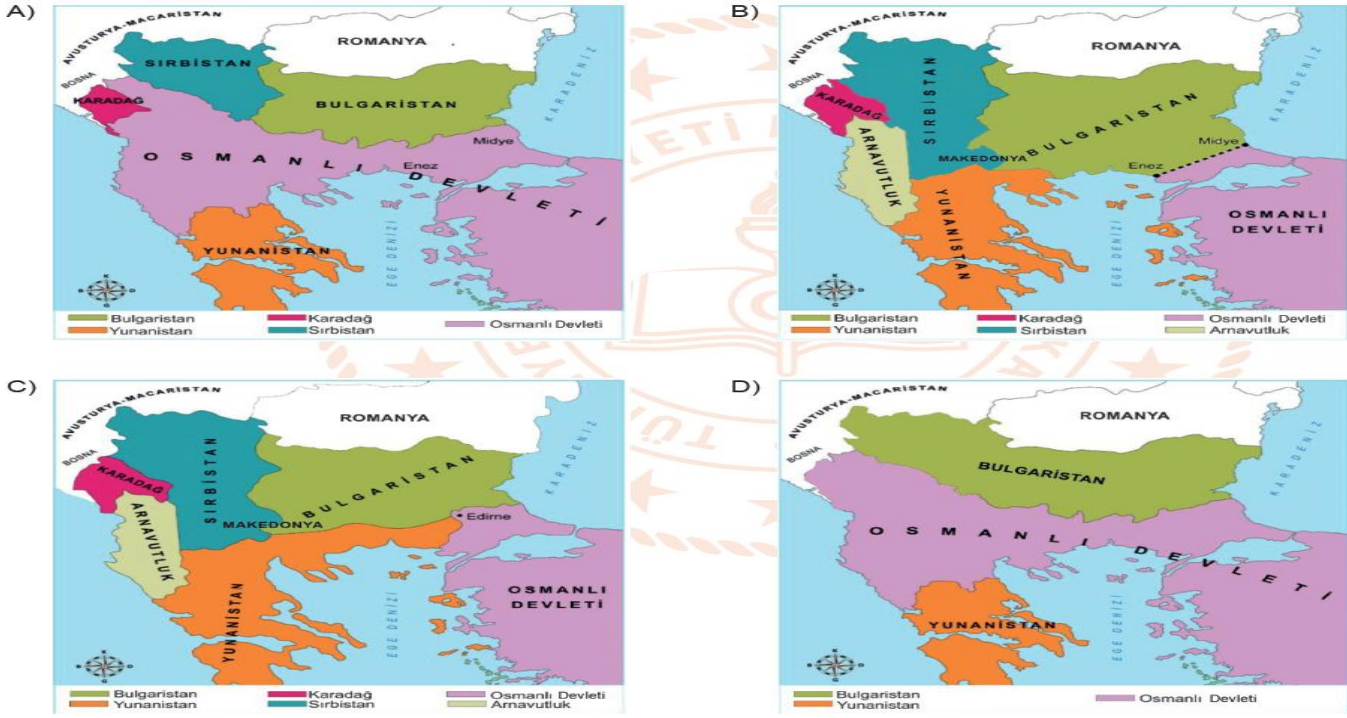 A)
AVUSTURYA-MACARİSTAN
ROMANYA
SIRBİSTAN
BOSNA
KARADAĞ
BULGARİSTAN
KARADENİZ
Midye
OSMANLI DEVLETİ
Enez
YUNANİSTAN
EGE DENİZİ
Bulgaristan
Karadağ
Osmanlı Devleti
Yunanistan
Sırbistan
B)
AVUSTURYA-MACARİSTAN
ROMANYA
SIRBİSTAN
BOSNA
KARADAĞ
BULGARİSTAN
KARADENİZ
ARNAVUTLUK
Midye
MAKEDONYA
Enez
YUNANİSTAN
OSMANLI
DEVLETİ
EGE DENİZİ
Bulgaristan
Karadağ
Osmanlı Devleti
Yunanistan
Sırbistan
Arnavutluk
C)
AVUSTURYA-MACARİSTAN
ROMANYA
BOSNA
KARADAĞ
SIRBİSTAN
BULGARİSTAN
KARADENİZ
ARNAVUTLUK
MAKEDONYA
Edirne
YUNANİSTAN
OSMANLI
DEVLETİ
EGE DENİZİ
Bulgaristan
Karadağ
Osmanlı Devleti
Yunanistan
Sırbistan
Arnavutluk
D)
AVUSTURYA-MACARİSTAN
ROMANYA
BOSNA
BULGARİSTAN
KARADENİZ
OSMANLI DEVLETİ
YUNANİSTAN
EGE DENİZİ
Bulgaristan
Osmanlı Devleti
Yunanistan